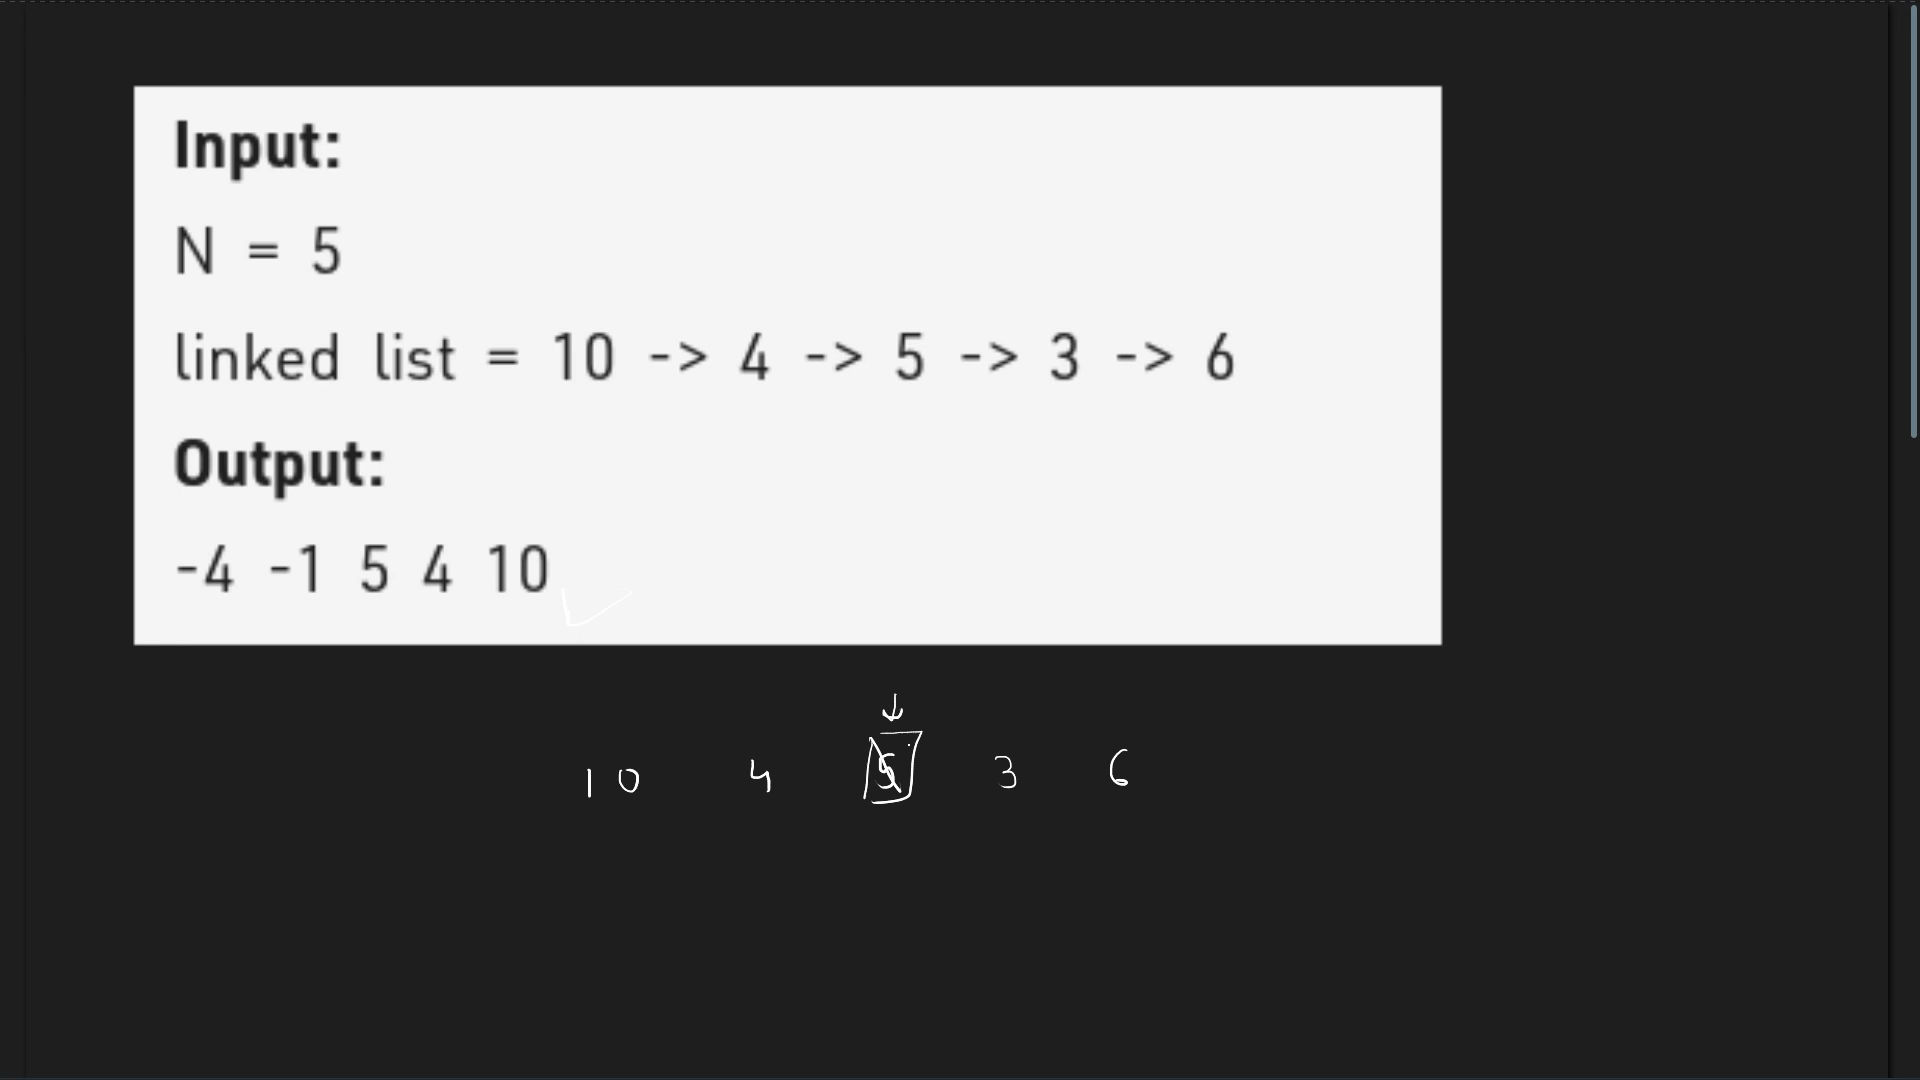 Input:
N = 5
linked list = 10 -> 4 -> 5 -> 3 -> 6
Output:
-4 -1 5 4 10
10 4 5 3 6